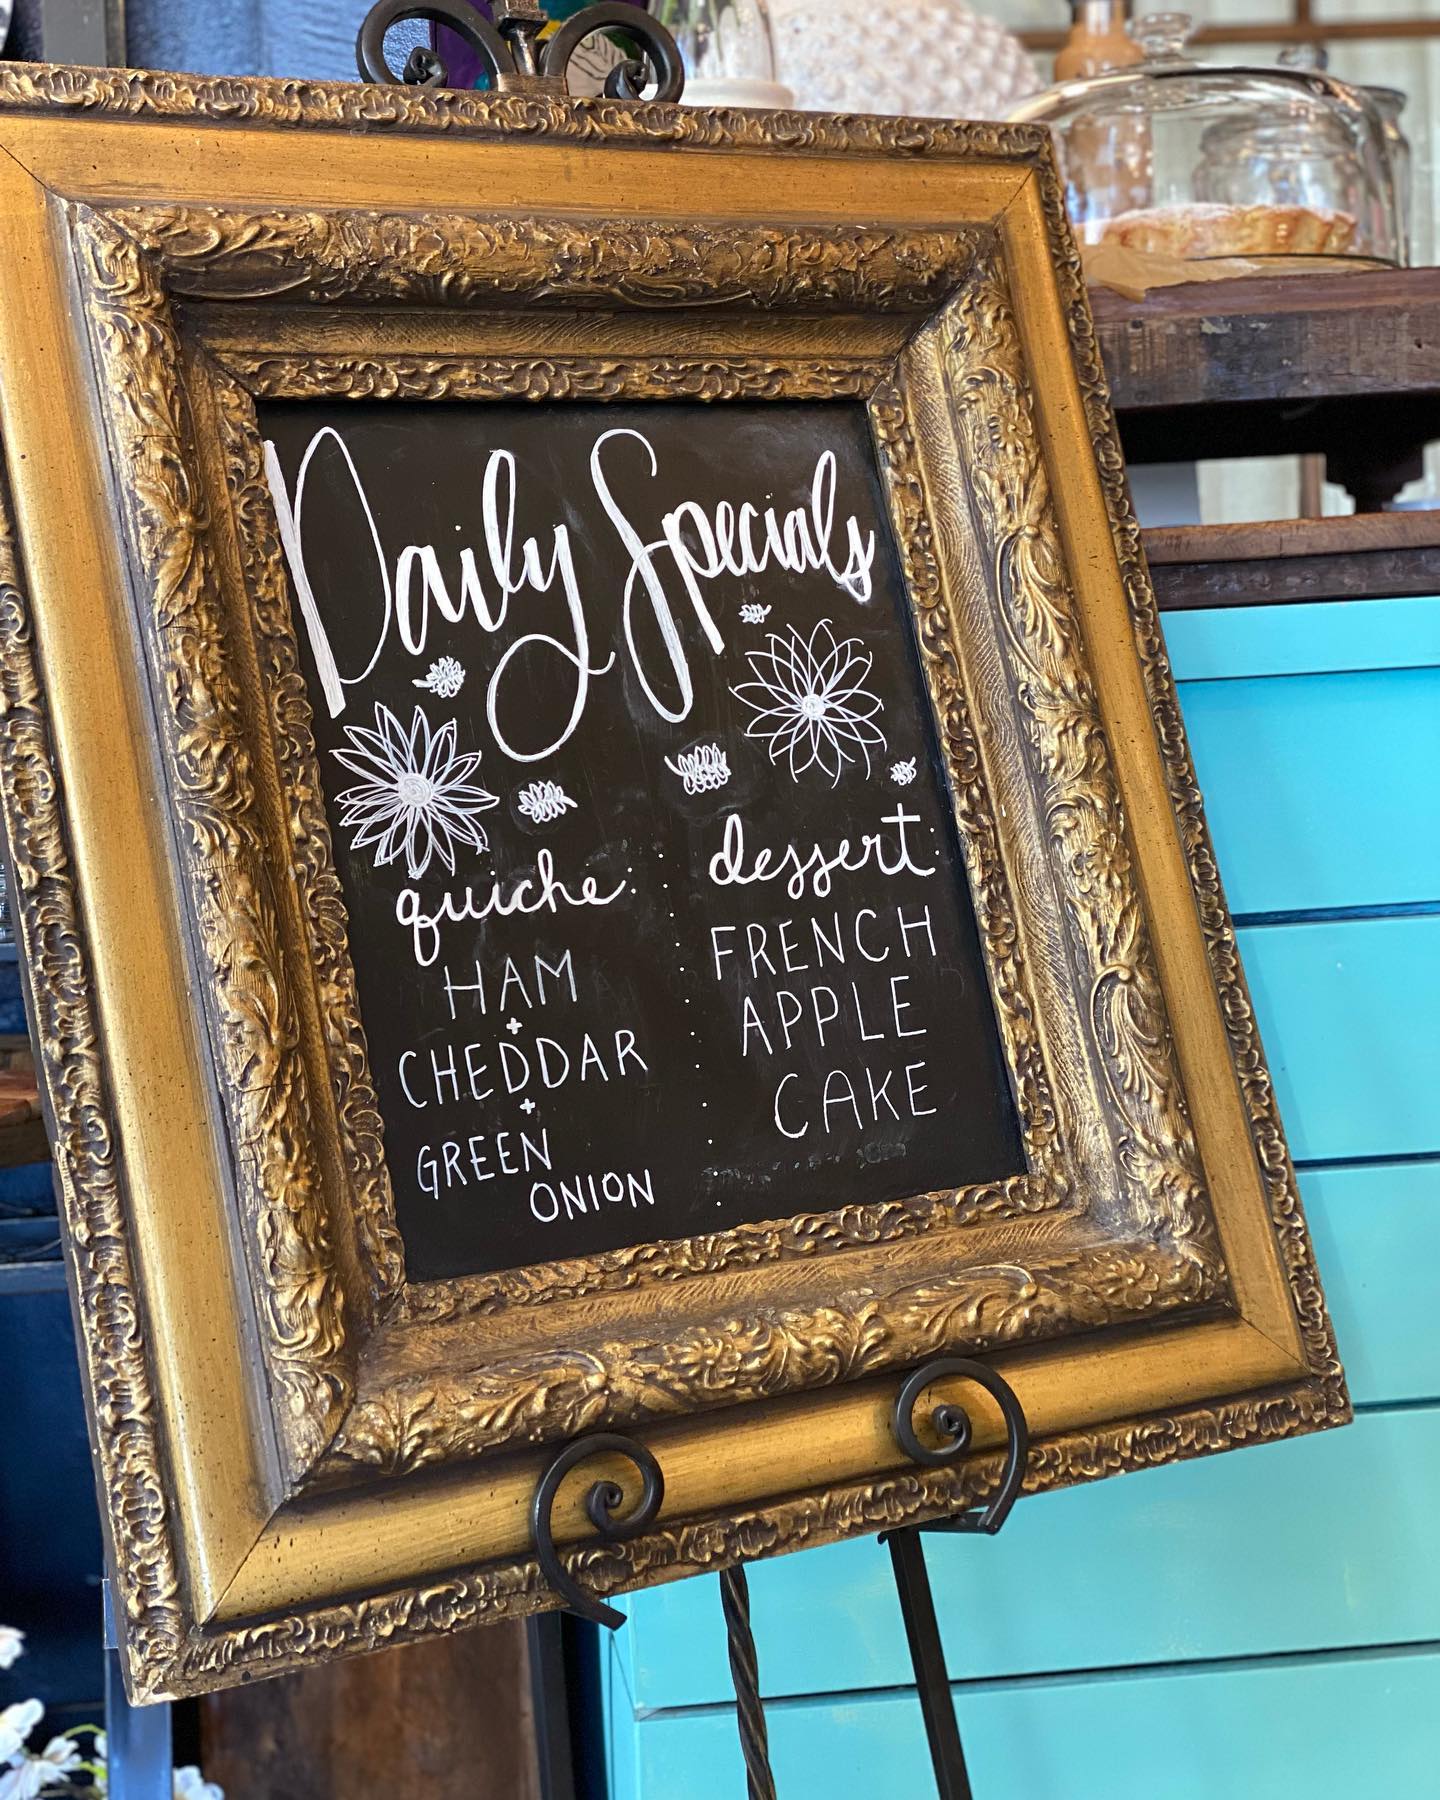 Daily Specials
quiche:
HAM
+
CHEDDAR
+
GREEN
ONION
dessert:
FRENCH
APPLE
CAKE